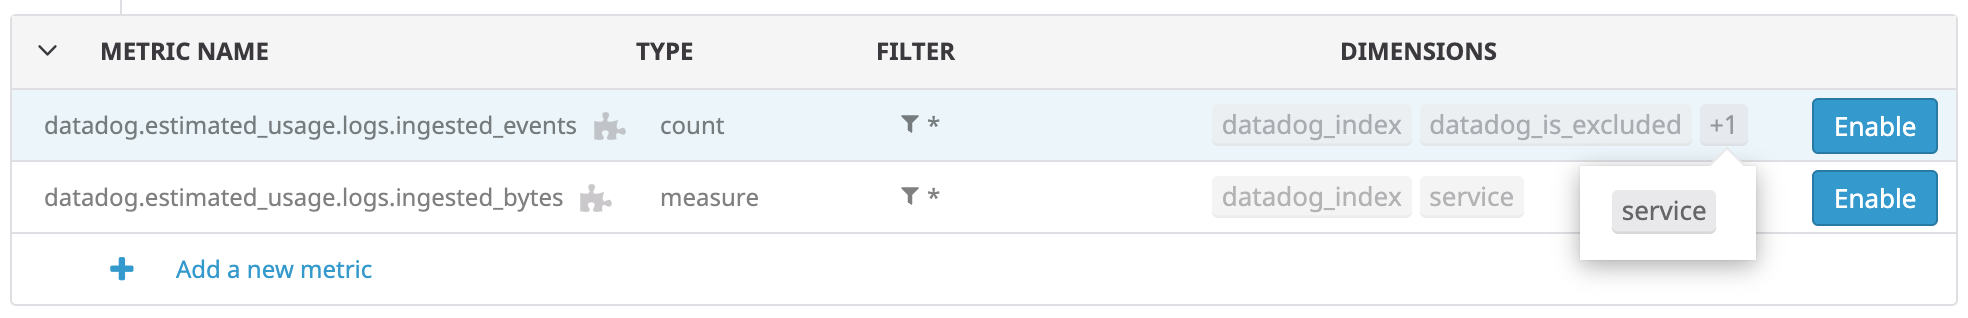 METRIC NAME TYPE FILTER DIMENSIONS
datadog.estimated_usage.logs.ingested_events count * datadog_index datadog_is_excluded +1 Enable
datadog.estimated_usage.logs.ingested_bytes measure * datadog_index service Enable
service
Add a new metric